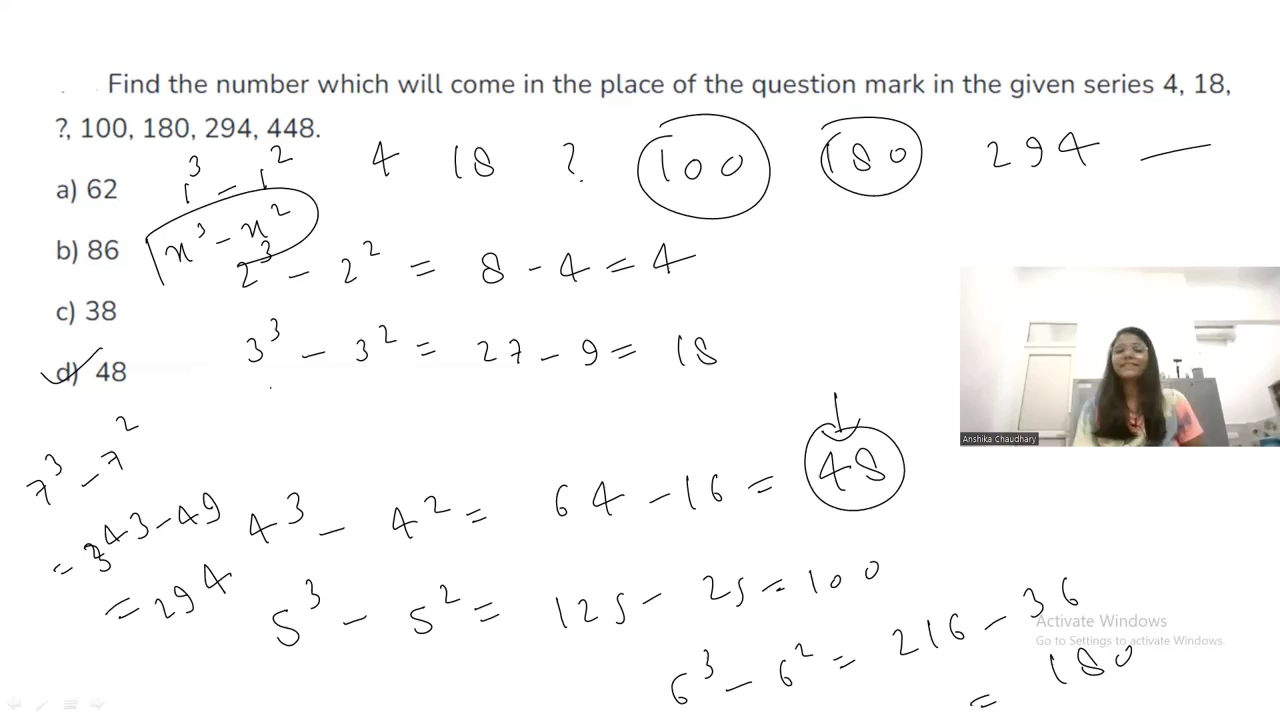 Find the number which will come in the place of the question mark in the given series 4, 18,
?, 100, 180, 294, 448.
1³ - 1²
4 18 ? 100 180 294 —
a) 62
x³ - x²
b) 86
2³ - 2² = 8 - 4 = 4
c) 38
3³ - 3² = 27 - 9 = 18
d) 48
7³ - 7²
= 343 - 49
= 294
4³ - 4² = 64 - 16 = 48
5³ - 5² = 125 - 25 = 100
6³ - 6² = 216 - 36
= 180
Anshika Chaudhary
Activate Windows
Go to Settings to activate Windows.